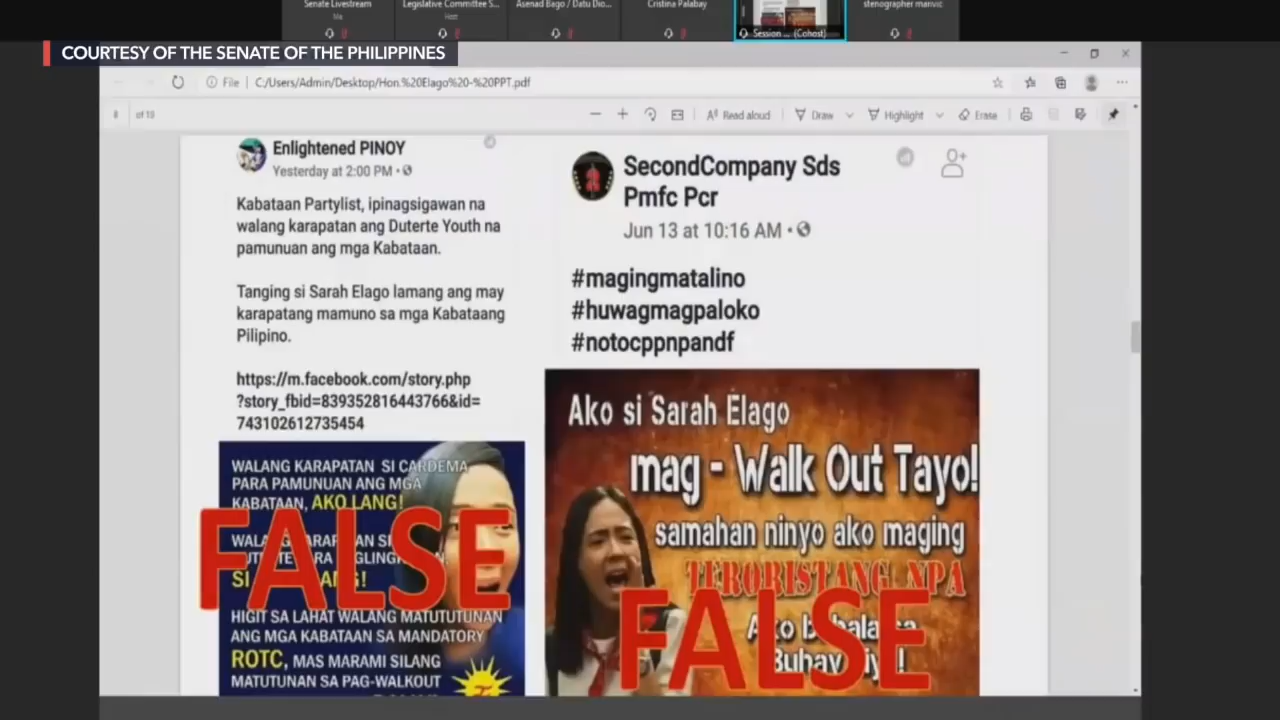 Senate Livestream
Me
Legislative Committee S...
Host
Asenad Bago / Datu Dio...
Cristina Palabay
Session ... (Cohost)
stenographer marivic
COURTESY OF THE SENATE OF THE PHILIPPINES
File
C:/Users/Admin/Desktop/Hon.%20Elago%20-%20PPT.pdf
8 of 19
Read aloud
Draw
Highlight
Erase
Enlightened PINOY
Yesterday at 2:00 PM
Kabataan Partylist, ipinagsigawan na
walang karapatan ang Duterte Youth na
pamunuan ang mga Kabataan.
Tanging si Sarah Elago lamang ang may
karapatang mamuno sa mga Kabataang
Pilipino.
https://m.facebook.com/story.php
?story_fbid=839352816443766&id=
743102612735454
WALANG KARAPATAN SI CARDEMA
PARA PAMUNUAN ANG MGA
KABATAAN, AKO LANG!
FALSE
HIGIT SA LAHAT WALANG MATUTUTUNAN
ANG MGA KABATAAN SA MANDATORY
ROTC, MAS MARAMI SILANG
MATUTUNAN SA PAG-WALKOUT
SecondCompany Sds
Pmfc Pcr
Jun 13 at 10:16 AM
#magingmatalino
#huwagmagpaloko
#notocppnpandf
Ako si Sarah Elago
mag - Walk Out Tayo!
samahan ninyo ako maging
TERORISTANG NPA
FALSE